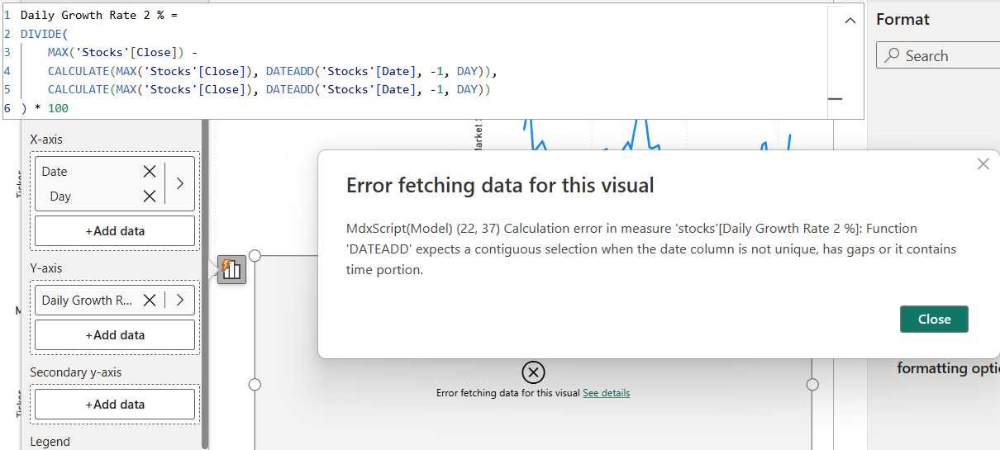 1 Daily Growth Rate 2 % =
2 DIVIDE(
3 MAX('Stocks'[Close]) -
4 CALCULATE(MAX('Stocks'[Close]), DATEADD('Stocks'[Date], -1, DAY)),
5 CALCULATE(MAX('Stocks'[Close]), DATEADD('Stocks'[Date], -1, DAY))
6 ) * 100
Format
Search
X-axis
Date
Day
+Add data
Y-axis
Daily Growth R...
+Add data
Secondary y-axis
+Add data
Legend
Error fetching data for this visual
MdxScript(Model) (22, 37) Calculation error in measure 'stocks'[Daily Growth Rate 2 %]: Function
'DATEADD' expects a contiguous selection when the date column is not unique, has gaps or it contains
time portion.
Close
Error fetching data for this visual See details
formatting opti